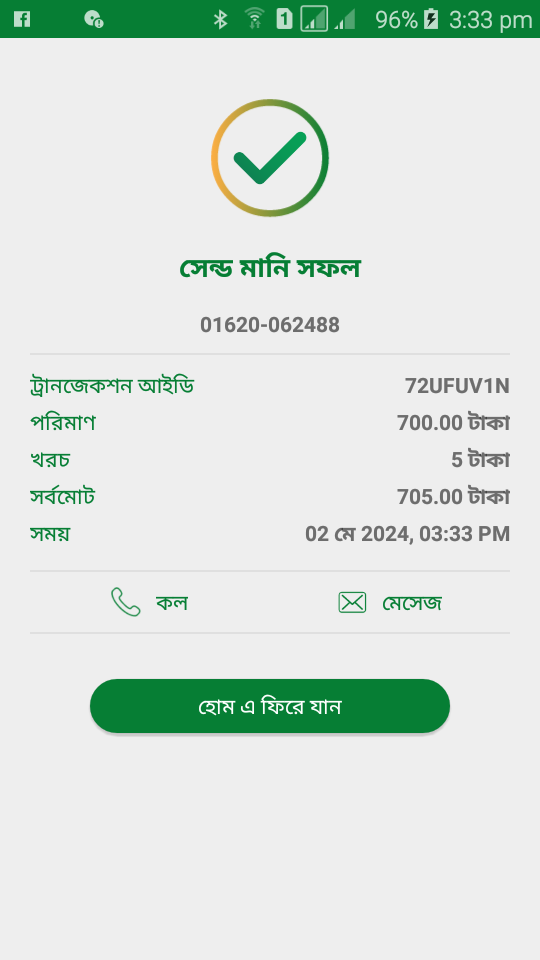 96% 3:33 pm
সেন্ড মানি সফল
01620-062488
ট্রানজেকশন আইডি 72UFUV1N
পরিমাণ 700.00 টাকা
খরচ 5 টাকা
সর্বমোট 705.00 টাকা
সময় 02 মে 2024, 03:33 PM
কল মেসেজ
হোম এ ফিরে যান